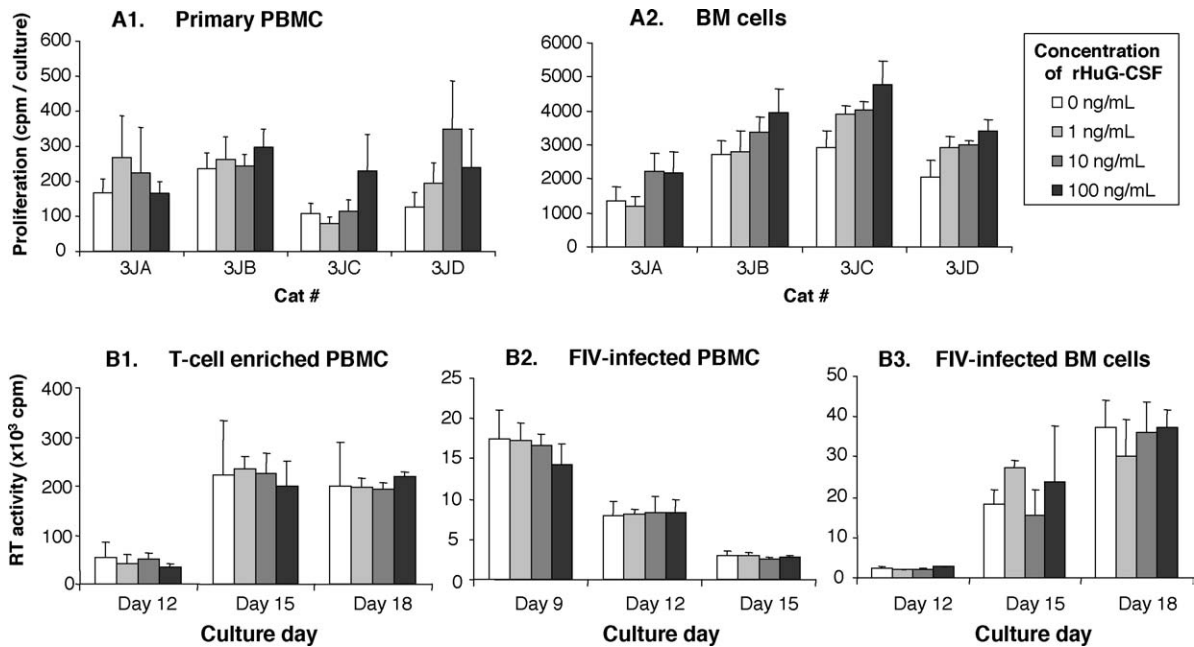 A1. Primary PBMC
600
500
400
300
200
100
0
Proliferation (cpm / culture)
3JA 3JB 3JC 3JD
Cat #
A2. BM cells
6000
5000
4000
3000
2000
1000
0
3JA 3JB 3JC 3JD
Cat #
Concentration
of rHuG-CSF
0 ng/mL
1 ng/mL
10 ng/mL
100 ng/mL
B1. T-cell enriched PBMC
400
300
200
100
0
RT activity (x10³ cpm)
Day 12 Day 15 Day 18
Culture day
B2. FIV-infected PBMC
25
20
15
10
5
0
Day 9 Day 12 Day 15
Culture day
B3. FIV-infected BM cells
50
40
30
20
10
0
Day 12 Day 15 Day 18
Culture day